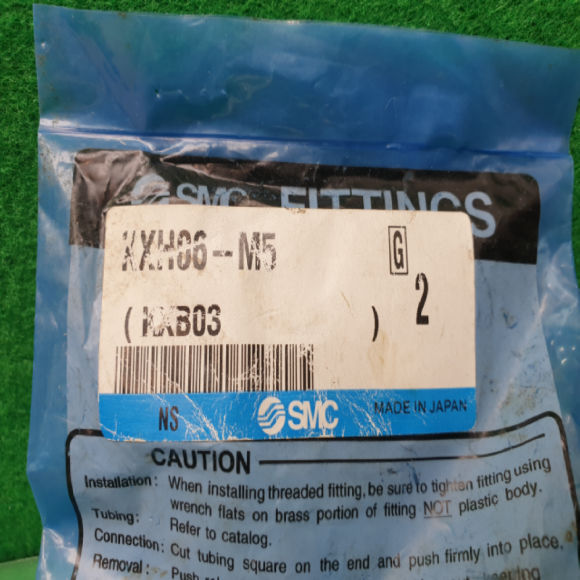 SMC FITTINGS
KXH06-M5 G
(KXB03 ) 2
NS SMC MADE IN JAPAN
CAUTION
Installation: When installing threaded fitting, be sure to tighten fitting using
wrench flats on brass portion of fitting NOT plastic body.
Tubing: Refer to catalog.
Connection: Cut tubing square on the end and push firmly into place,
Removal: Push